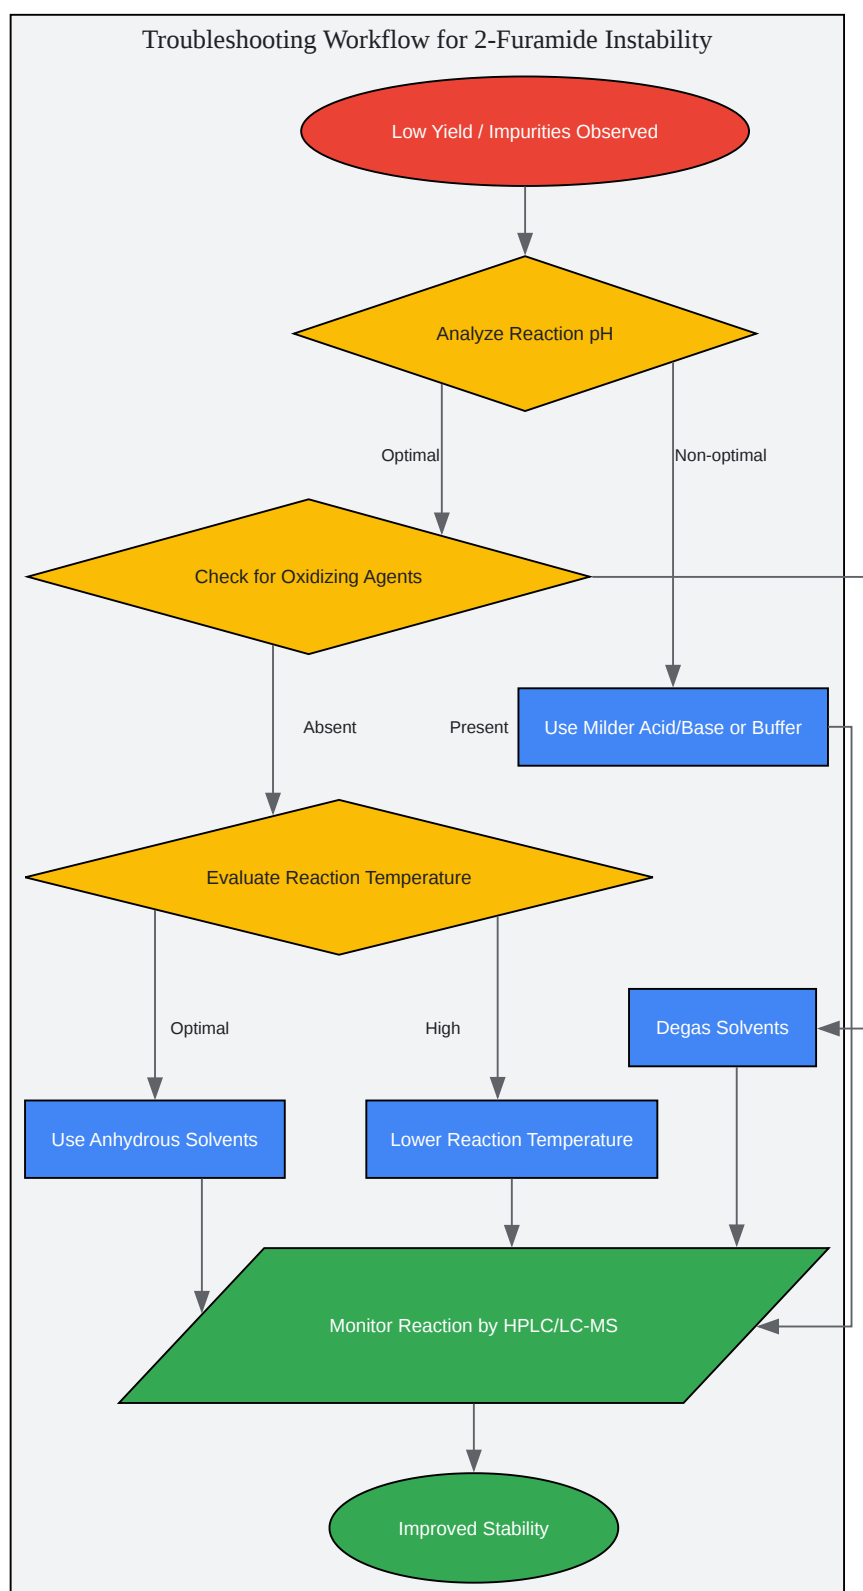 Troubleshooting Workflow for 2-Furamide Instability
Low Yield / Impurities Observed
Analyze Reaction pH
Optimal
Non-optimal
Check for Oxidizing Agents
Absent
Present
Use Milder Acid/Base or Buffer
Evaluate Reaction Temperature
Optimal
High
Degas Solvents
Use Anhydrous Solvents
Lower Reaction Temperature
Monitor Reaction by HPLC/LC-MS
Improved Stability